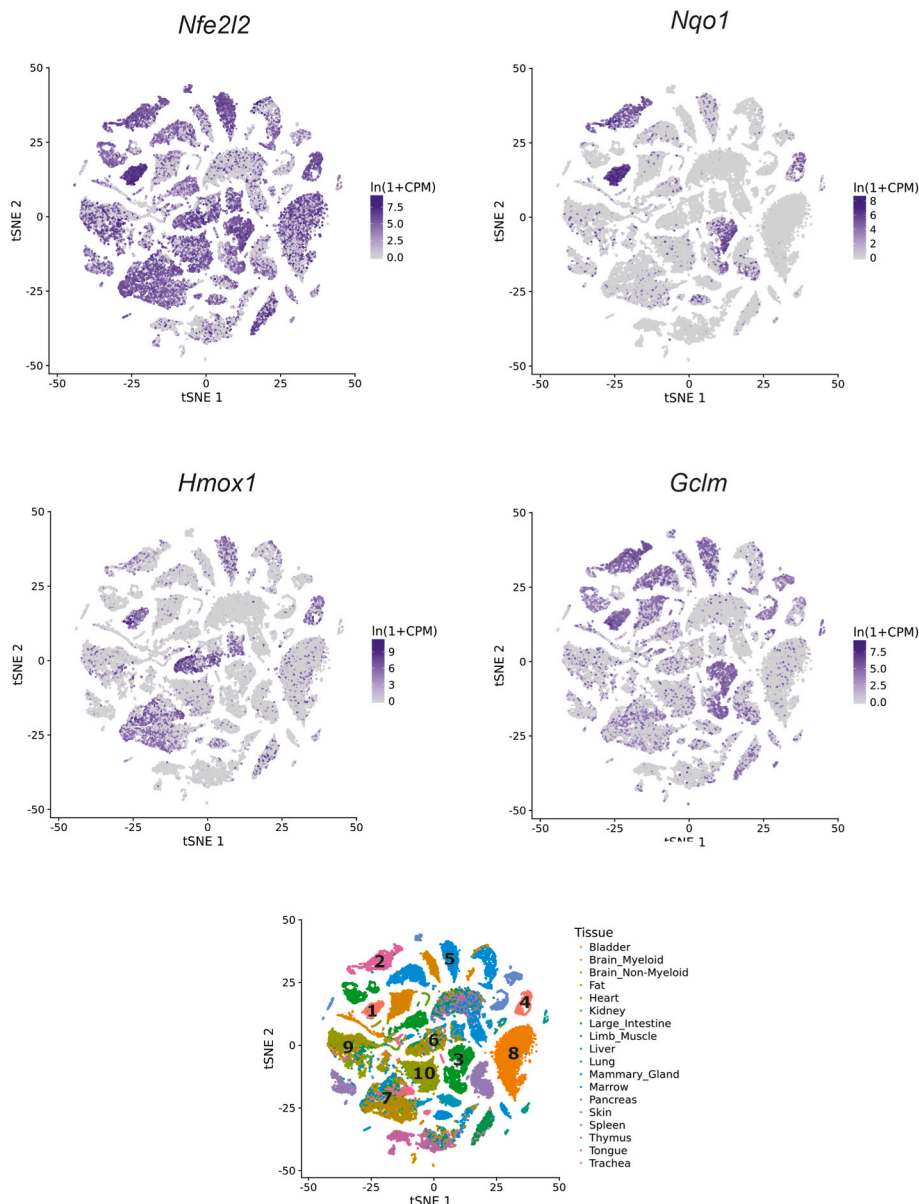 Nfe2l2
Nqo1
50
25
0
-25
-50
tSNE 2
-50
-25
0
25
50
tSNE 1
ln(1+CPM)
7.5
5.0
2.5
0.0
50
25
0
-25
-50
tSNE 2
-50
-25
0
25
50
tSNE 1
ln(1+CPM)
8
6
4
2
0
Hmox1
Gclm
50
25
0
-25
-50
tSNE 2
-50
-25
0
25
50
tSNE 1
ln(1+CPM)
9
6
3
0
50
25
0
-25
-50
tSNE 2
-50
-25
0
25
50
tSNE 1
ln(1+CPM)
7.5
5.0
2.5
0.0
50
25
0
-25
-50
tSNE 2
2
5
1
4
6
9
3
8
10
7
-50
-25
0
25
50
tSNE 1
Tissue
Bladder
Brain_Myeloid
Brain_Non-Myeloid
Fat
Heart
Kidney
Large_Intestine
Limb_Muscle
Liver
Lung
Mammary_Gland
Marrow
Pancreas
Skin
Spleen
Thymus
Tongue
Trachea